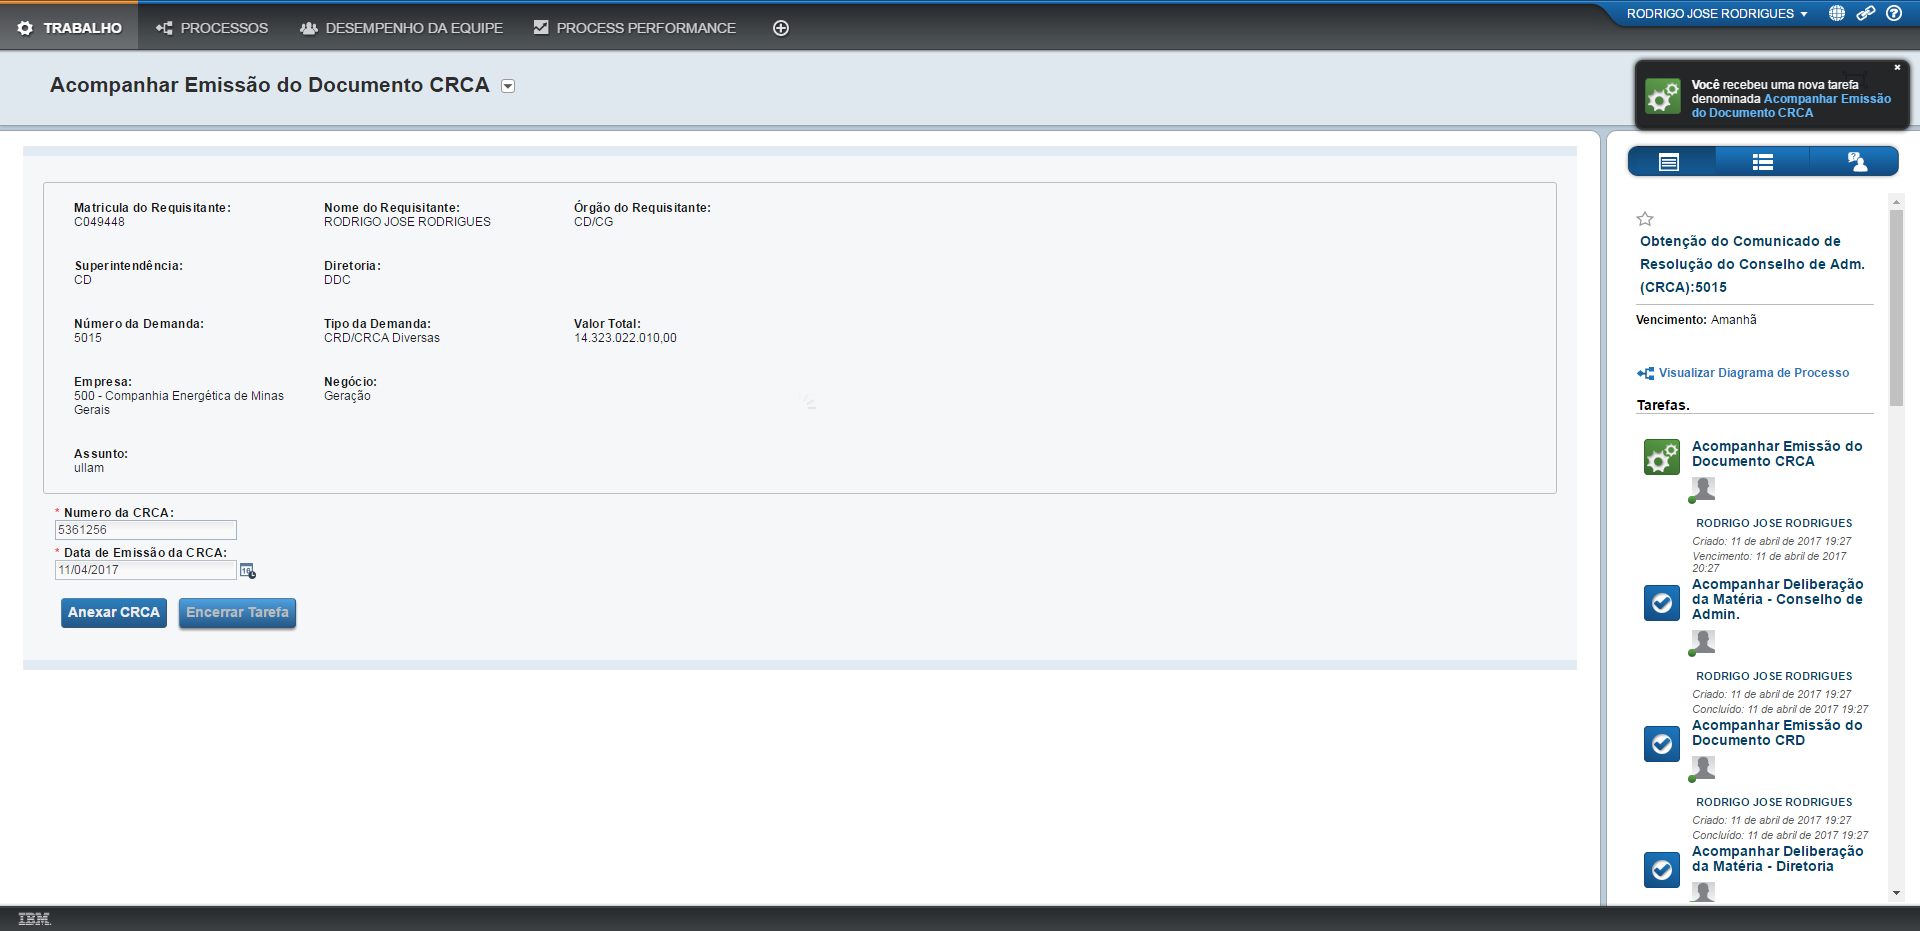 TRABALHO
PROCESSOS
DESEMPENHO DA EQUIPE
PROCESS PERFORMANCE
RODRIGO JOSE RODRIGUES
Acompanhar Emissão do Documento CRCA
Você recebeu uma nova tarefa
denominada Acompanhar Emissão
do Documento CRCA
Matricula do Requisitante:
C049448
Nome do Requisitante:
RODRIGO JOSE RODRIGUES
Órgão do Requisitante:
CD/CG
Superintendência:
CD
Diretoria:
DDC
Número da Demanda:
5015
Tipo da Demanda:
CRD/CRCA Diversas
Valor Total:
14.323.022.010,00
Empresa:
500 - Companhia Energética de Minas
Gerais
Negócio:
Geração
Assunto:
ullam
* Numero da CRCA:
5361256
* Data de Emissão da CRCA:
11/04/2017
16
Anexar CRCA
Encerrar Tarefa
Obtenção do Comunicado de
Resolução do Conselho de Adm.
(CRCA):5015
Vencimento: Amanhã
Visualizar Diagrama de Processo
Tarefas.
Acompanhar Emissão do
Documento CRCA
RODRIGO JOSE RODRIGUES
Criado: 11 de abril de 2017 19:27
Vencimento: 11 de abril de 2017
20:27
Acompanhar Deliberação
da Matéria - Conselho de
Admin.
RODRIGO JOSE RODRIGUES
Criado: 11 de abril de 2017 19:27
Concluído: 11 de abril de 2017 19:27
Acompanhar Emissão do
Documento CRD
RODRIGO JOSE RODRIGUES
Criado: 11 de abril de 2017 19:27
Concluído: 11 de abril de 2017 19:27
Acompanhar Deliberação
da Matéria - Diretoria
IBM.